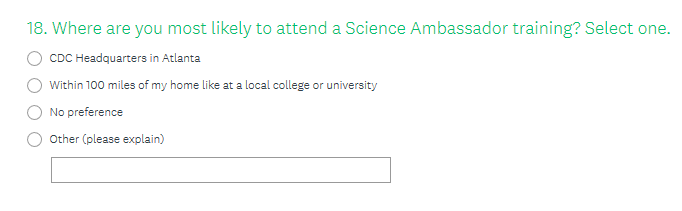 18. Where are you most likely to attend a Science Ambassador training? Select one.
CDC Headquarters in Atlanta
Within 100 miles of my home like at a local college or university
No preference
Other (please explain)